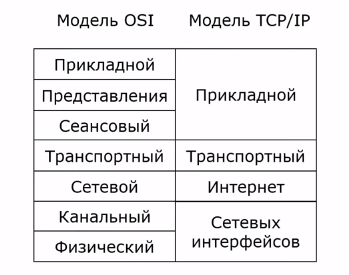 Модель OSI Модель TCP/IP
Прикладной
Представления
Сеансовый
Прикладной
Транспортный Транспортный
Сетевой Интернет
Канальный
Физический
Сетевых
интерфейсов